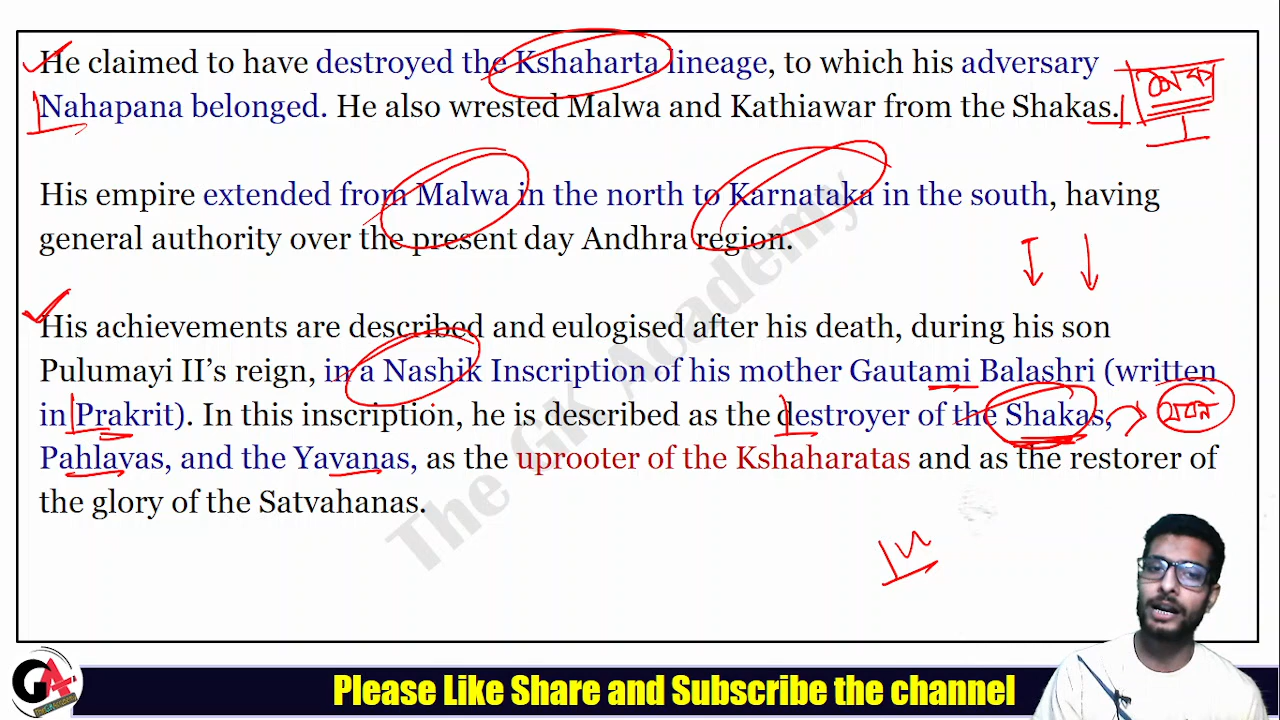 He claimed to have destroyed the Kshaharta lineage, to which his adversary
Nahapana belonged. He also wrested Malwa and Kathiawar from the Shakas.
His empire extended from Malwa in the north to Karnataka in the south, having
general authority over the present day Andhra region.
His achievements are described and eulogised after his death, during his son
Pulumayi II’s reign, in a Nashik Inscription of his mother Gautami Balashri (written
in Prakrit). In this inscription, he is described as the destroyer of the Shakas,
Pahlavas, and the Yavanas, as the uprooter of the Kshaharatas and as the restorer of
the glory of the Satvahanas.
The GK Academy
GA
Please Like Share and Subscribe the channel